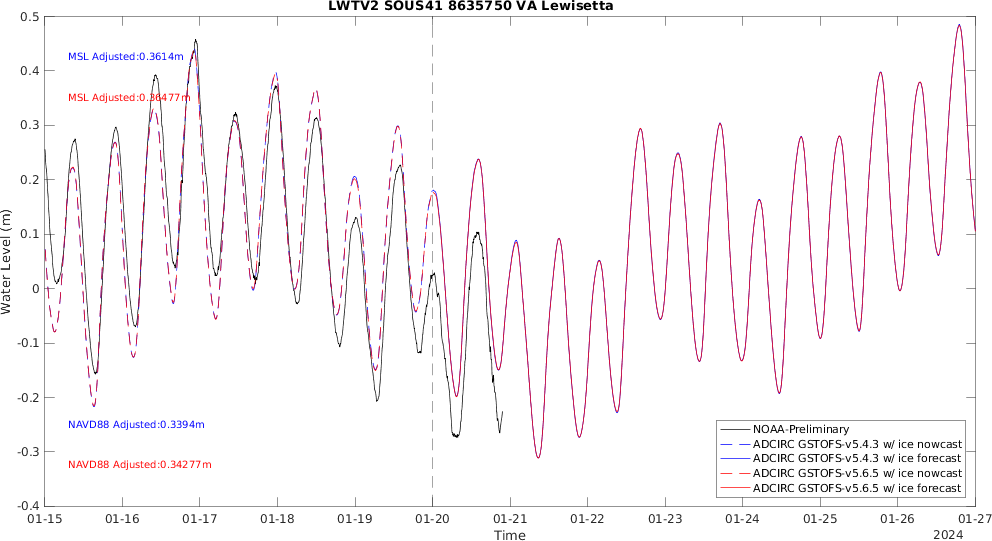 LWTV2 SOUS41 8635750 VA Lewisetta
0.5
MSL Adjusted:0.3614m
0.4
MSL Adjusted:0.36477m
0.3
0.2
0.1
Water Level (m)
0
-0.1
-0.2
NAVD88 Adjusted:0.3394m
-0.3
NAVD88 Adjusted:0.34277m
-0.4
NOAA-Preliminary
ADCIRC GSTOFS-v5.4.3 w/ ice nowcast
ADCIRC GSTOFS-v5.4.3 w/ ice forecast
ADCIRC GSTOFS-v5.6.5 w/ ice nowcast
ADCIRC GSTOFS-v5.6.5 w/ ice forecast
01-15 01-16 01-17 01-18 01-19 01-20 01-21 01-22 01-23 01-24 01-25 01-26 01-27
Time
2024